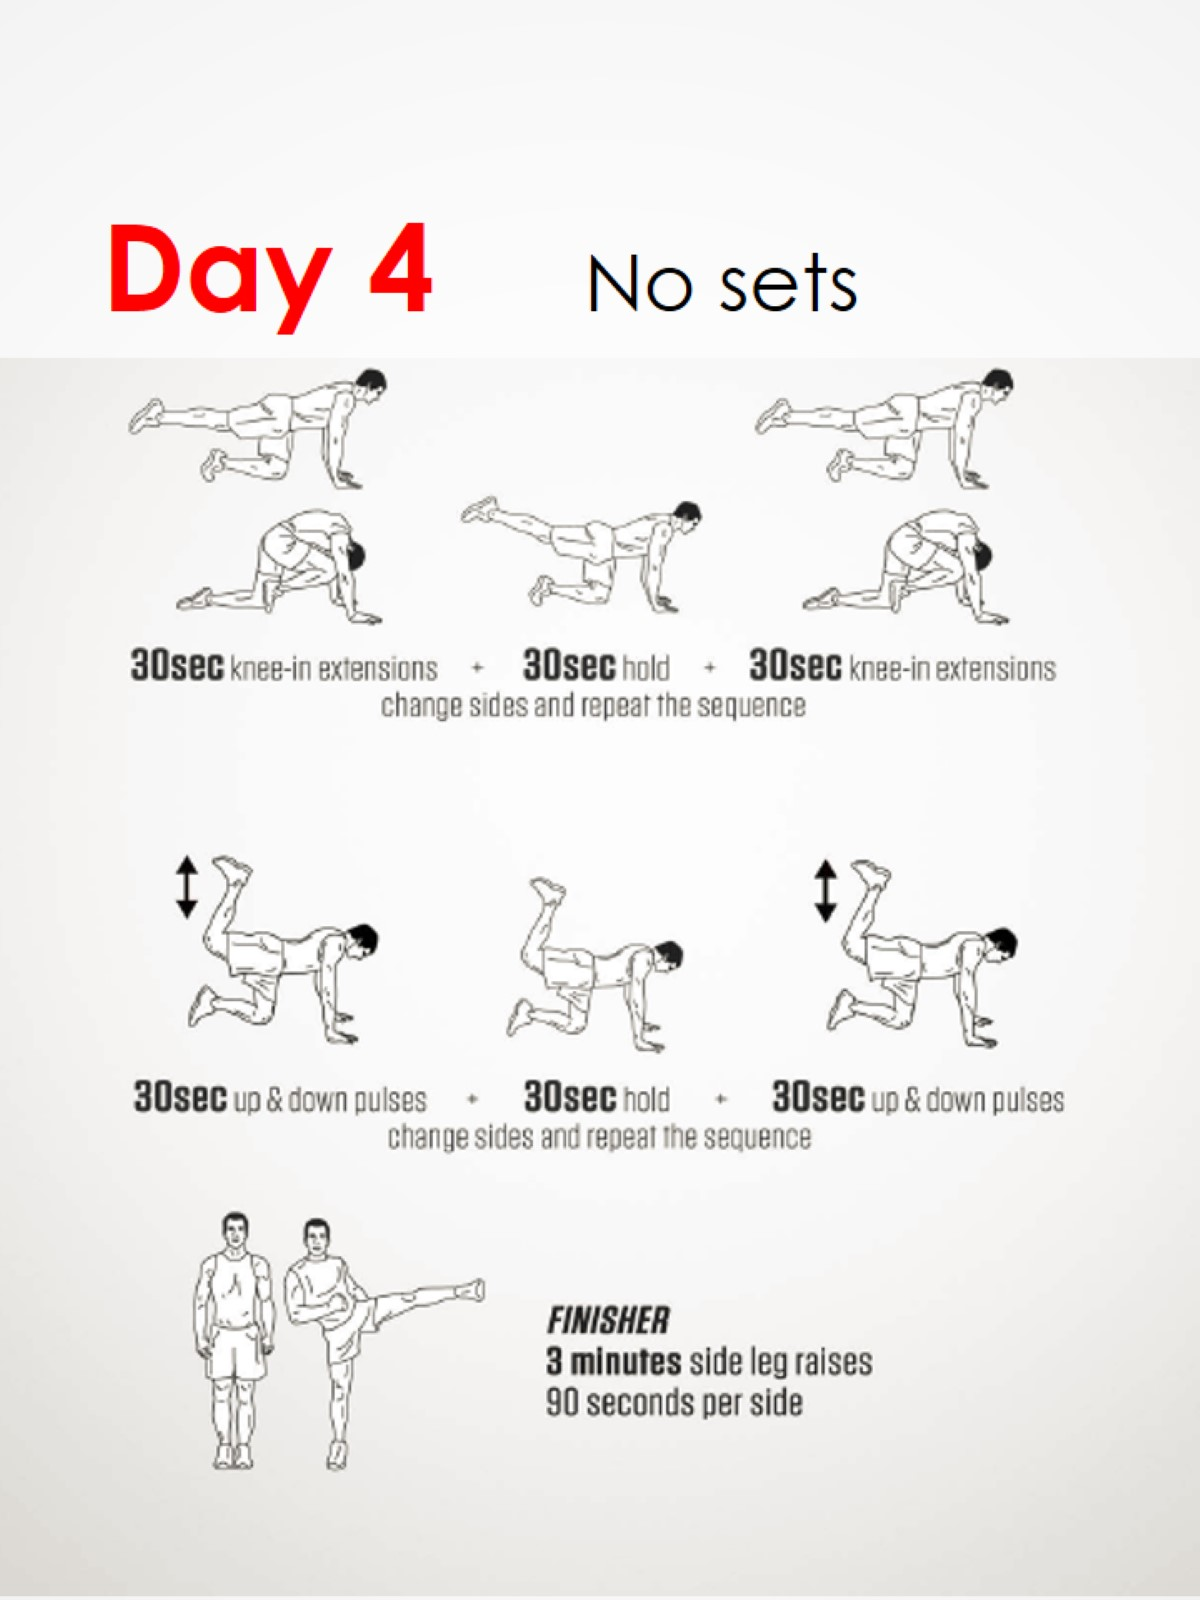 Day 4 No sets
30sec knee-in extensions + 30sec hold + 30sec knee-in extensions
change sides and repeat the sequence
30sec up & down pulses + 30sec hold + 30sec up & down pulses
change sides and repeat the sequence
FINISHER
3 minutes side leg raises
90 seconds per side